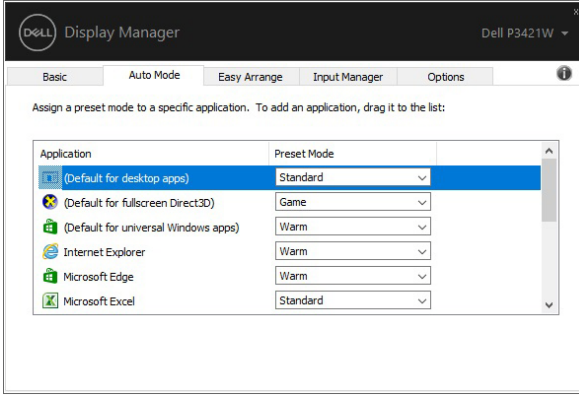 DELL Display Manager
Dell P3421W
Basic Auto Mode Easy Arrange Input Manager Options
Assign a preset mode to a specific application. To add an application, drag it to the list:
Application Preset Mode
(Default for desktop apps) Standard
(Default for fullscreen Direct3D) Game
(Default for universal Windows apps) Warm
Internet Explorer Warm
Microsoft Edge Warm
Microsoft Excel Standard